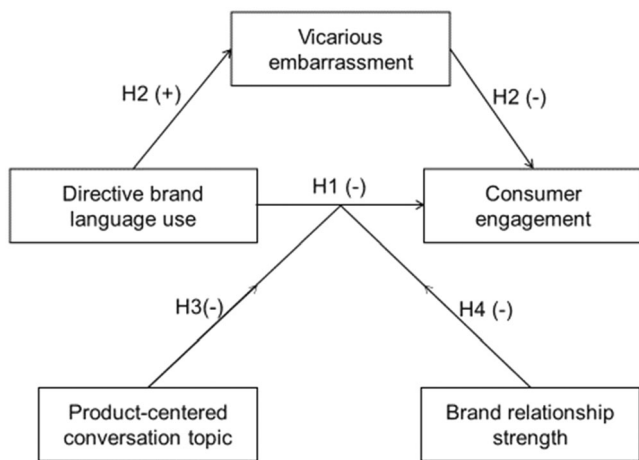 Vicarious
embarrassment
H2 (+)
H2 (-)
Directive brand
language use
H1 (-)
Consumer
engagement
H3(-)
H4 (-)
Product-centered
conversation topic
Brand relationship
strength